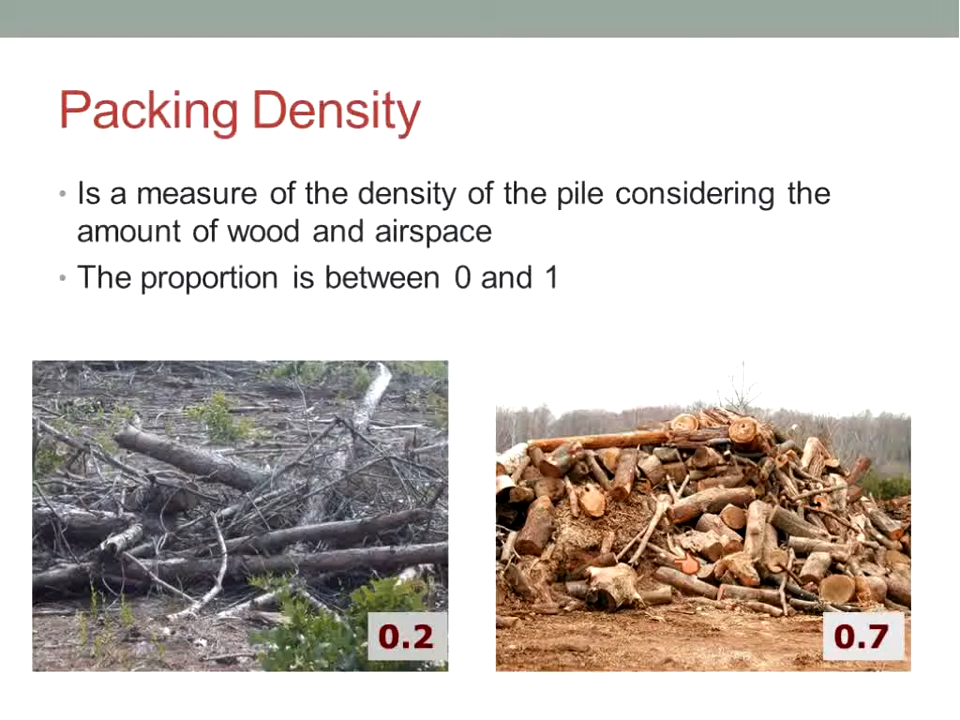 Packing Density
• Is a measure of the density of the pile considering the
amount of wood and airspace
• The proportion is between 0 and 1
0.2
0.7